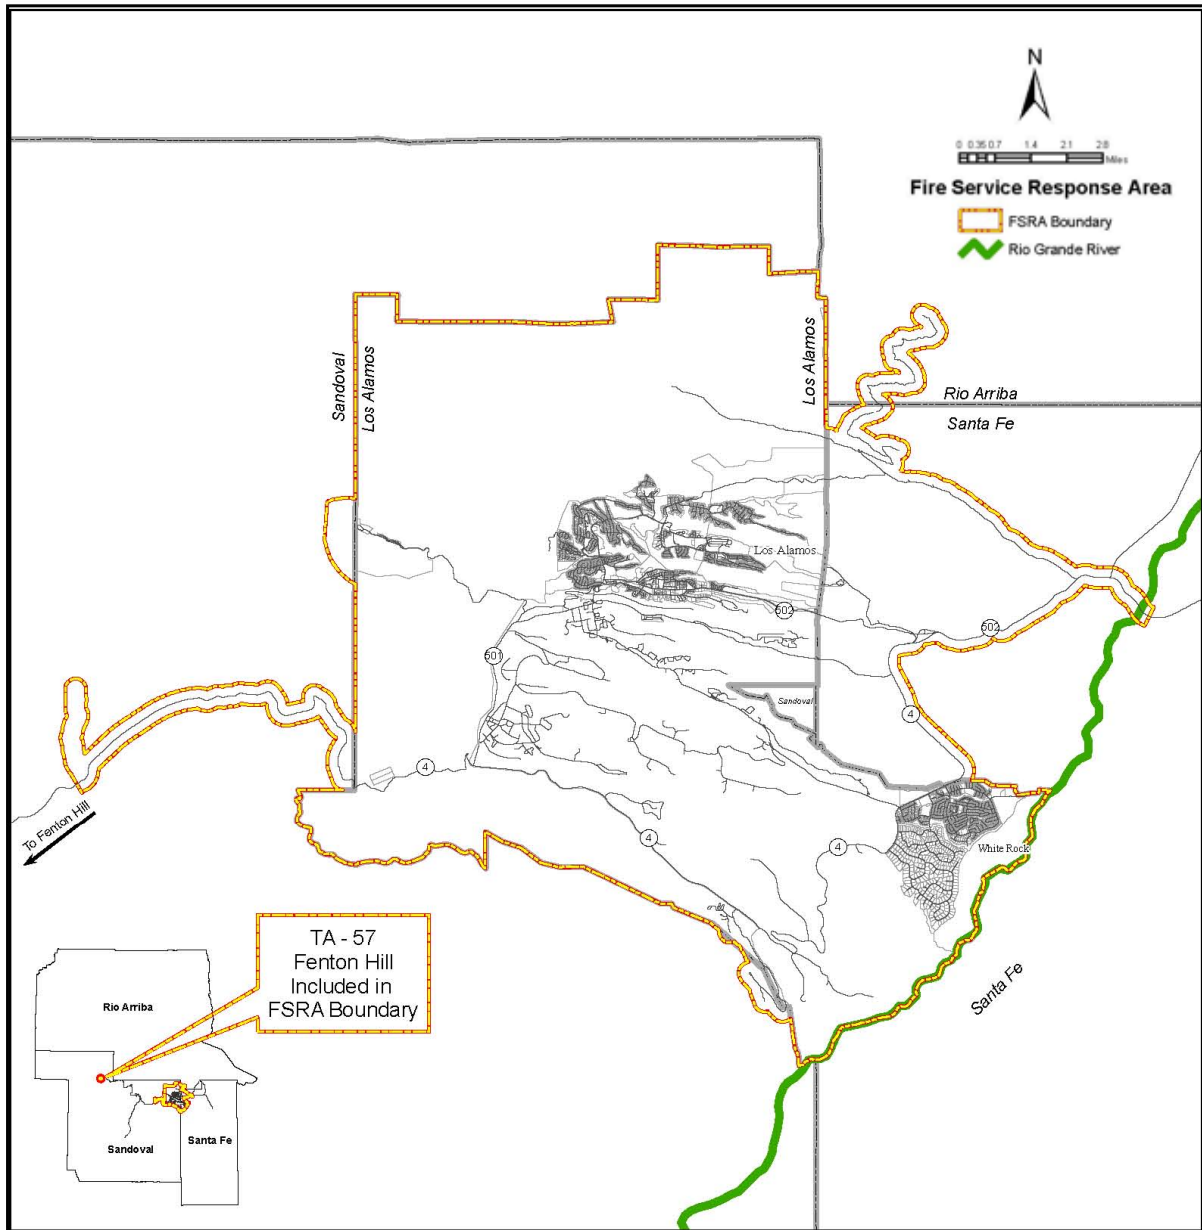 N
0 0.35 0.7 1.4 2.1 2.8
Miles
Fire Service Response Area
FSRA Boundary
Rio Grande River
Sandoval
Los Alamos
Los Alamos
Rio Arriba
Santa Fe
Los Alamos
502
502
501
Sandoval
4
4
4
4
White Rock
To Fenton Hill
Santa Fe
TA - 57
Fenton Hill
Included in
FSRA Boundary
Rio Arriba
Sandoval
Santa Fe